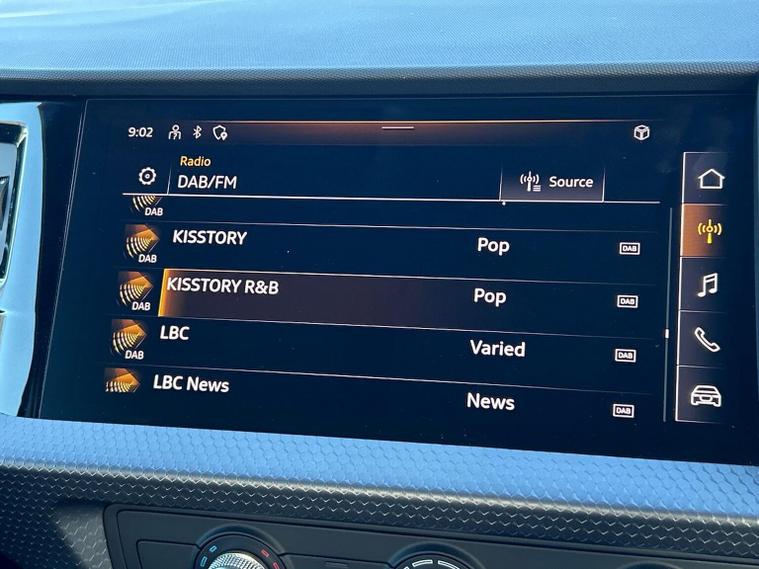 9:02
Radio
DAB/FM
Source
DAB
KISSTORY Pop DAB
DAB
KISSTORY R&B Pop DAB
DAB
LBC Varied DAB
DAB
LBC News News DAB